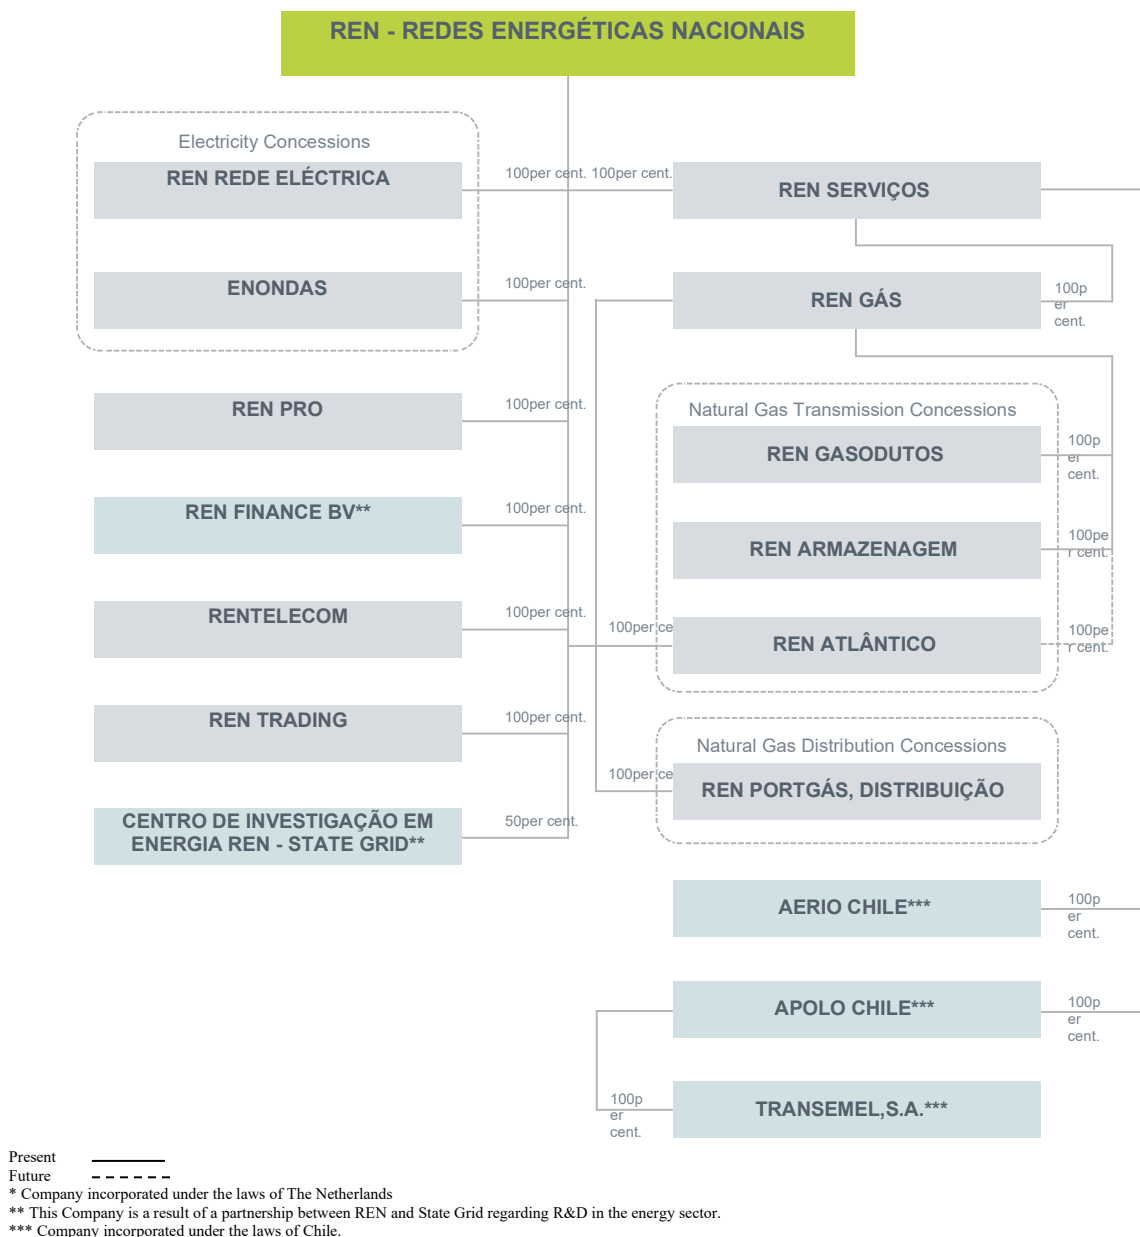 REN - REDES ENERGÉTICAS NACIONAIS
Electricity Concessions
REN REDE ELÉCTRICA
100per cent.
100per cent.
REN SERVIÇOS
ENONDAS
100per cent.
REN GÁS
100p
er
cent.
REN PRO
100per cent.
Natural Gas Transmission Concessions
REN GASODUTOS
100p
er
cent.
REN FINANCE BV**
100per cent.
REN ARMAZENAGEM
100pe
r cent.
RENTELECOM
100per cent.
100per ce
REN ATLÂNTICO
100pe
r cent.
REN TRADING
100per cent.
Natural Gas Distribution Concessions
100per ce
REN PORTGÁS, DISTRIBUIÇÃO
CENTRO DE INVESTIGAÇÃO EM
ENERGIA REN - STATE GRID**
50per cent.
AERIO CHILE***
100p
er
cent.
APOLO CHILE***
100p
er
cent.
100p
er
cent.
TRANSEMEL,S.A.***
Present
Future
* Company incorporated under the laws of The Netherlands
** This Company is a result of a partnership between REN and State Grid regarding R&D in the energy sector.
*** Company incorporated under the laws of Chile.